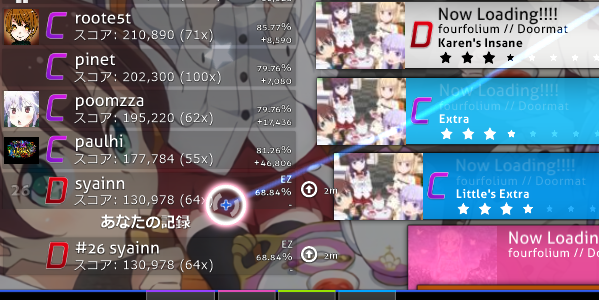 C rootest
スコア: 210,890 (71x)
85.77%
+8,590
C pinet
スコア: 202,300 (100x)
79.76%
+7,080
C poomzza
スコア: 195,220 (62x)
79.76%
+17,436
C paulhi
スコア: 177,784 (55x)
81.26%
+46,806
26
D syainn
スコア: 130,978 (64x)
EZ
68.84%
-
2m
あなたの記録
D #26 syainn
スコア: 130,978 (64x)
EZ
68.84%
-
2m
D
Now Loading!!!!
fourfolium // Doormat
Karen's Insane
C
Now Loading!!!!
fourfolium // Doormat
Extra
C
Now Loading!!!!
fourfolium // Doormat
Little's Extra
Now Loadin
fourfolium // Doormat